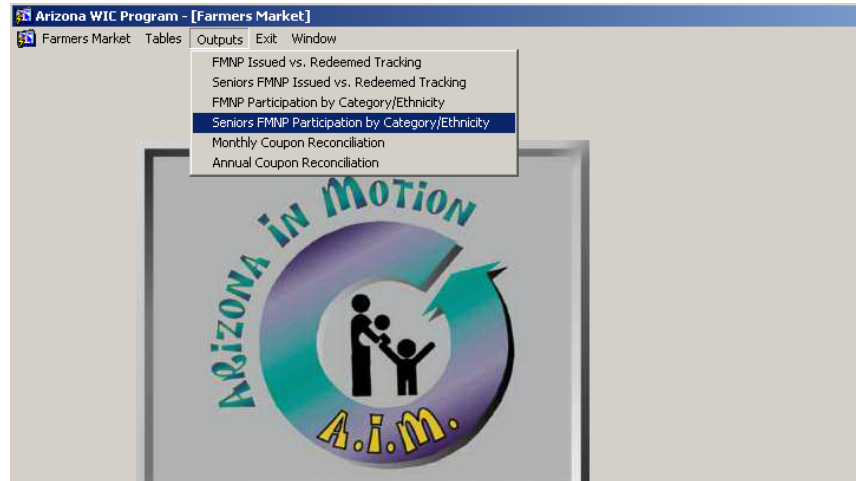 Arizona WIC Program - [Farmers Market]
Farmers Market Tables Outputs Exit Window
FMNP Issued vs. Redeemed Tracking
Seniors FMNP Issued vs. Redeemed Tracking
FMNP Participation by Category/Ethnicity
Seniors FMNP Participation by Category/Ethnicity
Monthly Coupon Reconciliation
Annual Coupon Reconciliation
ARiZONA iN MOTiON
A.i.M.